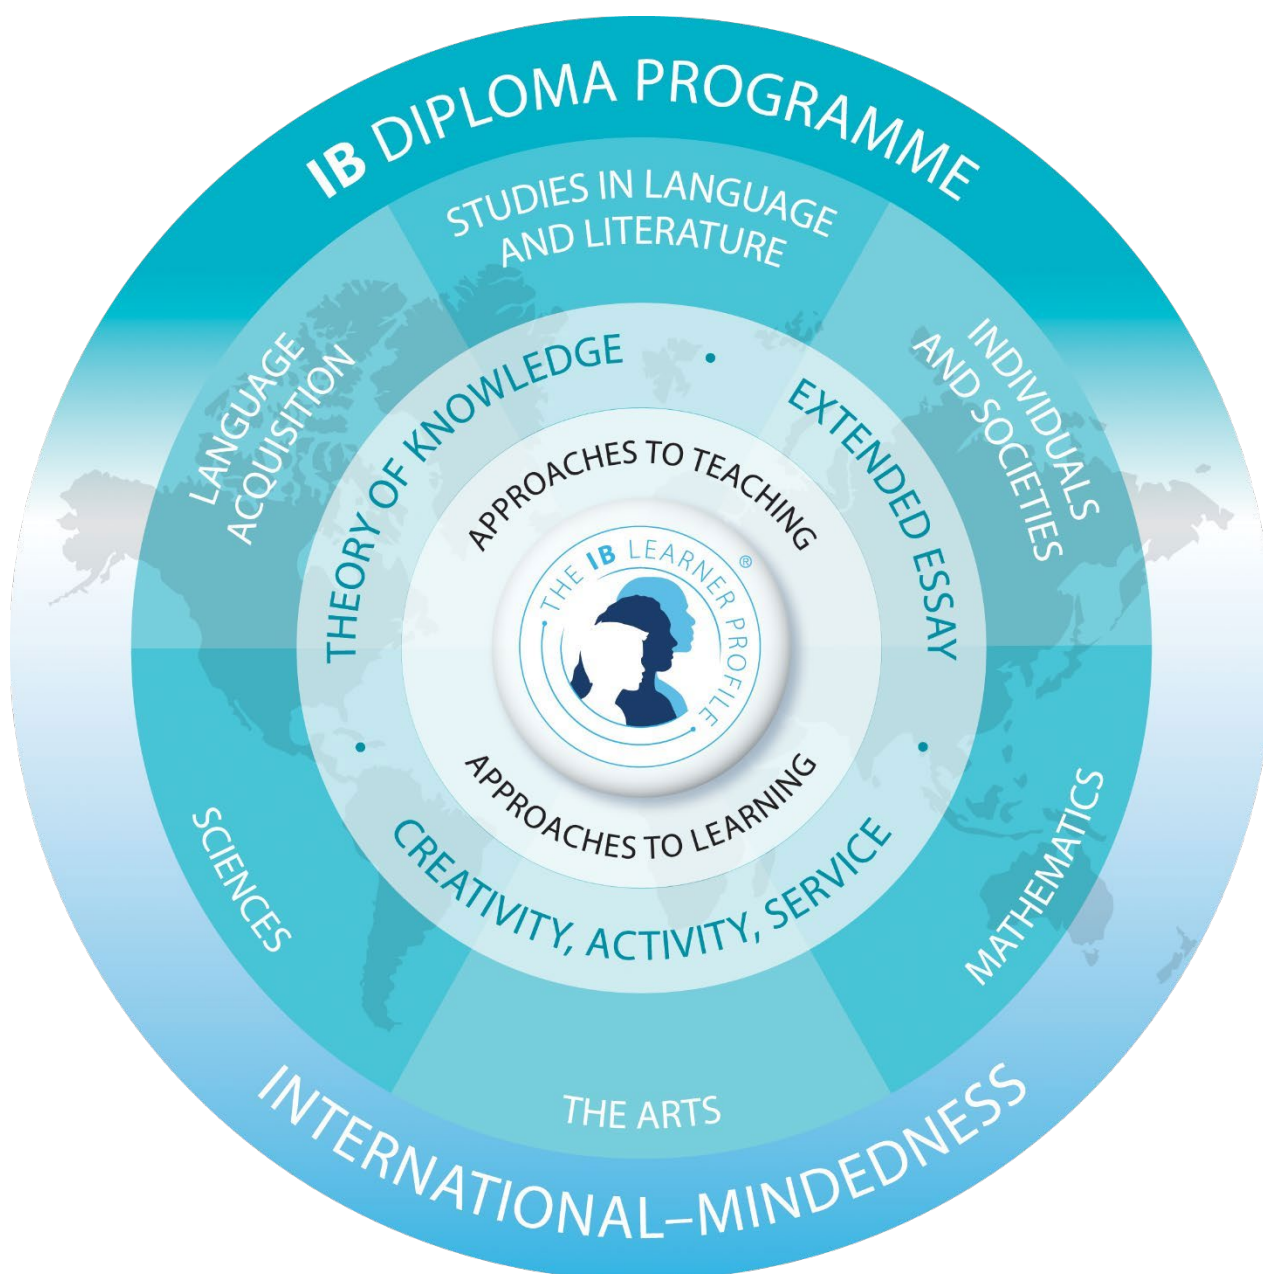 IB DIPLOMA PROGRAMME
STUDIES IN LANGUAGE
AND LITERATURE
LANGUAGE
ACQUISITION
INDIVIDUALS
AND SOCIETIES
THEORY OF KNOWLEDGE
•
EXTENDED ESSAY
•
CREATIVITY, ACTIVITY, SERVICE
•
APPROACHES TO TEACHING
THE IB LEARNER PROFILE ®
APPROACHES TO LEARNING
SCIENCES
MATHEMATICS
THE ARTS
INTERNATIONAL–MINDEDNESS